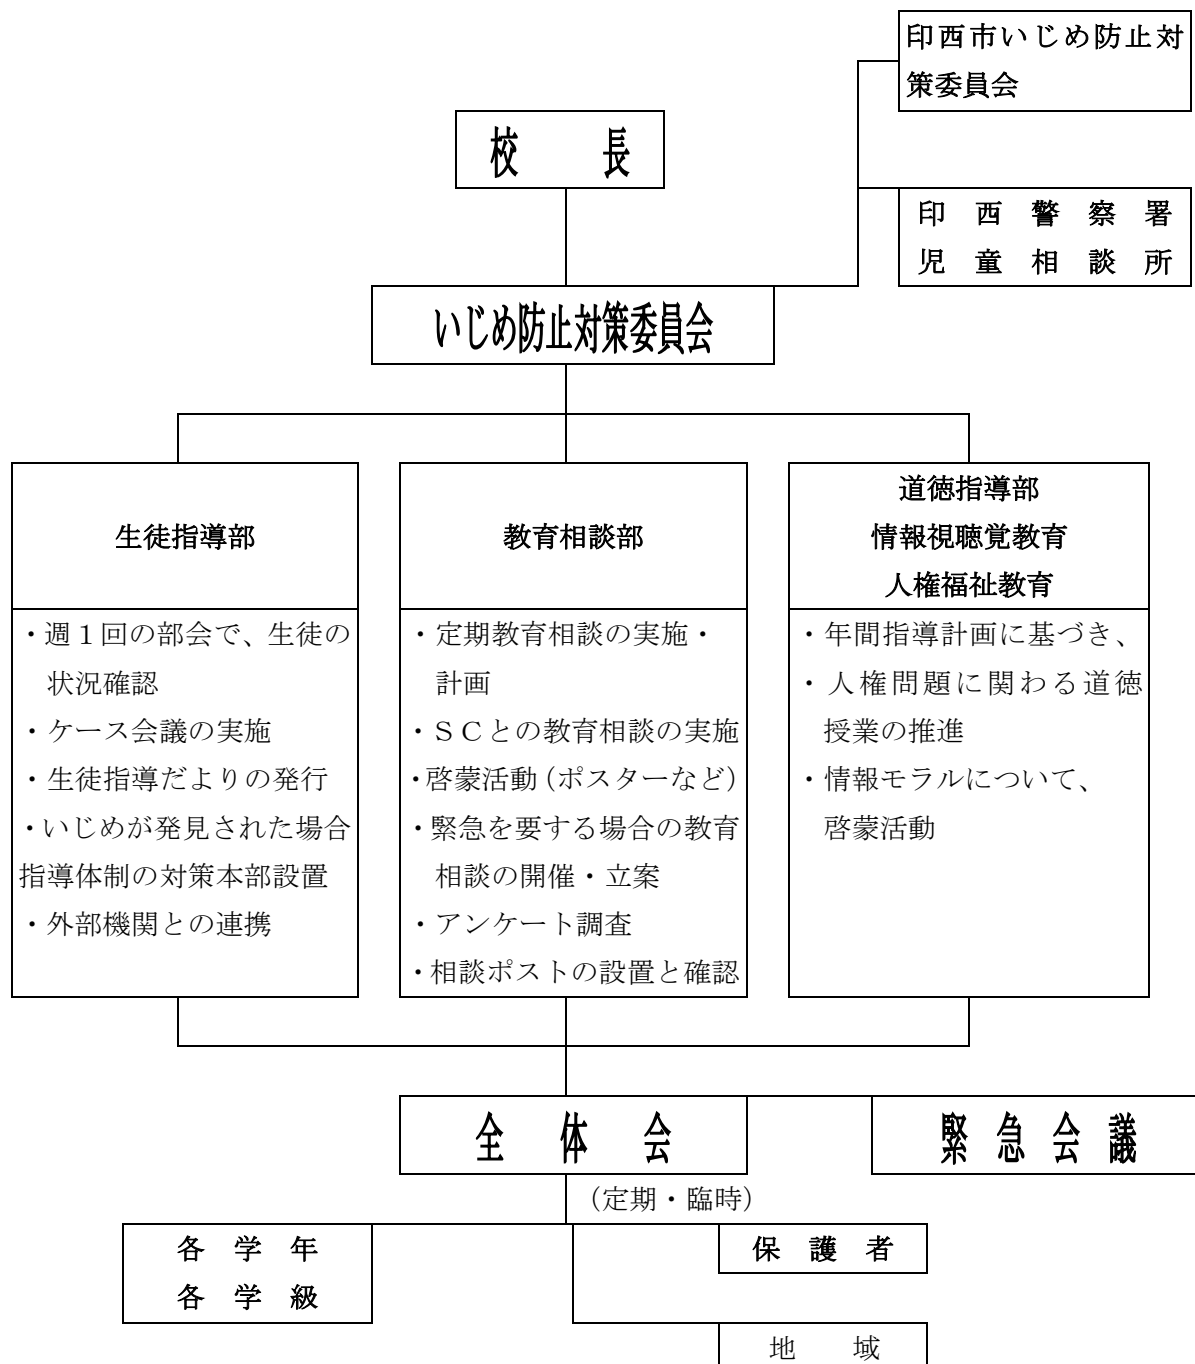 印西市いじめ防止対
策委員会
校　長
印西警察署
児童相談所
いじめ防止対策委員会
生徒指導部
・週１回の部会で、生徒の
状況確認
・ケース会議の実施
・生徒指導だよりの発行
・いじめが発見された場合
指導体制の対策本部設置
・外部機関との連携
教育相談部
・定期教育相談の実施・
計画
・ＳＣとの教育相談の実施
・啓蒙活動（ポスターなど）
・緊急を要する場合の教育
相談の開催・立案
・アンケート調査
・相談ポストの設置と確認
道徳指導部
情報視聴覚教育
人権福祉教育
・年間指導計画に基づき、
・人権問題に関わる道徳
授業の推進
・情報モラルについて、
啓蒙活動
全　体　会
緊急会議
（定期・臨時）
各　学　年
各　学　級
保　護　者
地　域